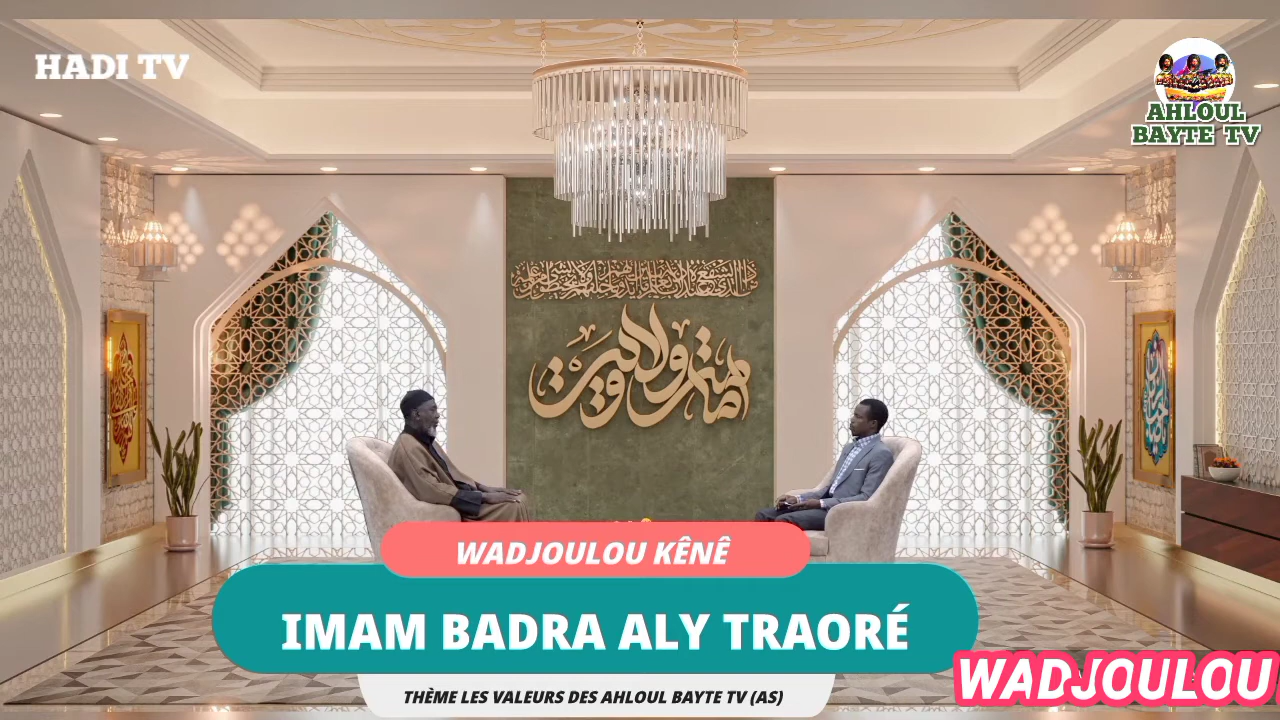 HADI TV
AHLOUL
BAYTE TV
WADJOULOU KÊNÊ
IMAM BADRA ALY TRAORÉ
THÈME LES VALEURS DES AHLOUL BAYTE TV (AS)
WADJOULOU